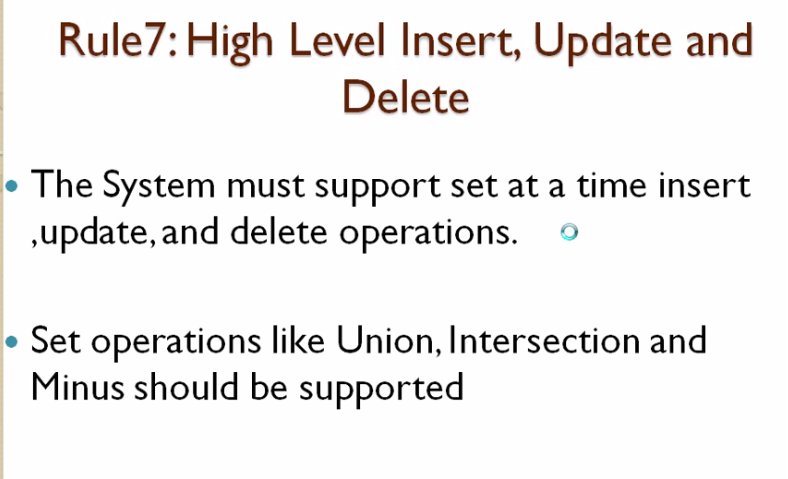 Rule7: High Level Insert, Update and
Delete
• The System must support set at a time insert
,update, and delete operations.
• Set operations like Union, Intersection and
Minus should be supported